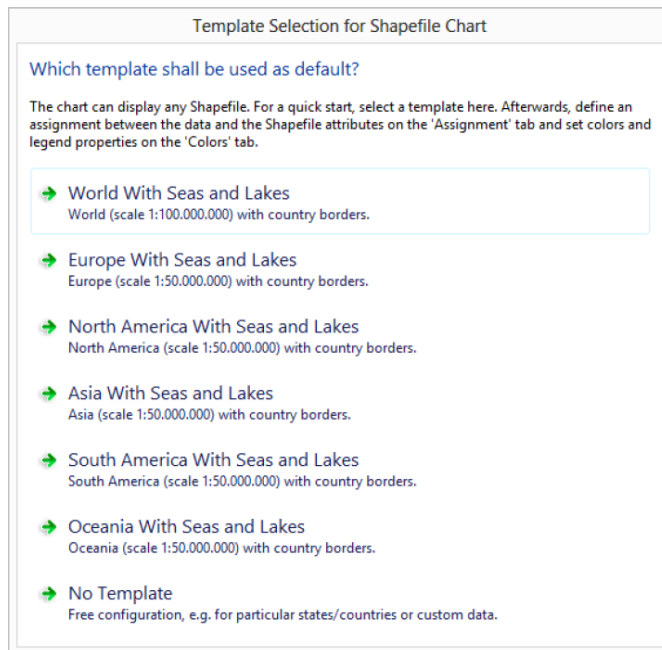 Template Selection for Shapefile Chart
Which template shall be used as default?
The chart can display any Shapefile. For a quick start, select a template here. Afterwards, define an
assignment between the data and the Shapefile attributes on the 'Assignment' tab and set colors and
legend properties on the 'Colors' tab.
World With Seas and Lakes
World (scale 1:100.000.000) with country borders.
Europe With Seas and Lakes
Europe (scale 1:50.000.000) with country borders.
North America With Seas and Lakes
North America (scale 1:50.000.000) with country borders.
Asia With Seas and Lakes
Asia (scale 1:50.000.000) with country borders.
South America With Seas and Lakes
South America (scale 1:50.000.000) with country borders.
Oceania With Seas and Lakes
Oceania (scale 1:50.000.000) with country borders.
No Template
Free configuration, e.g. for particular states/countries or custom data.